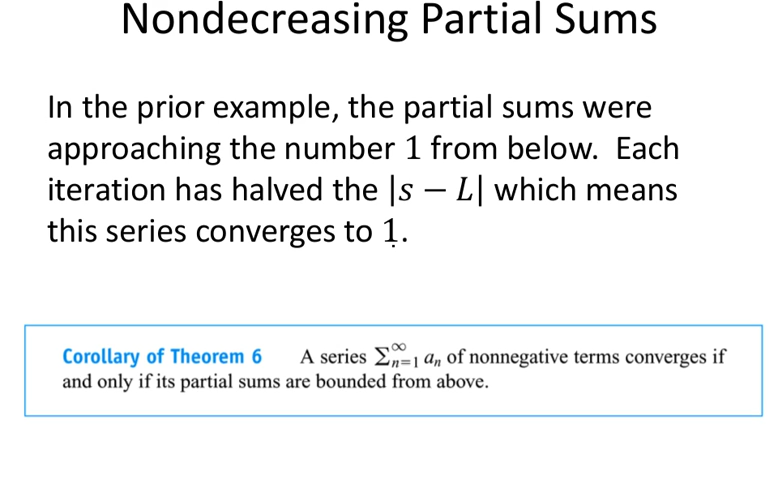 Nondecreasing Partial Sums
In the prior example, the partial sums were
approaching the number 1 from below.  Each
iteration has halved the |s − L| which means
this series converges to 1.
Corollary of Theorem 6    A series ∑_{n=1}^{∞} aₙ of nonnegative terms converges if
and only if its partial sums are bounded from above.